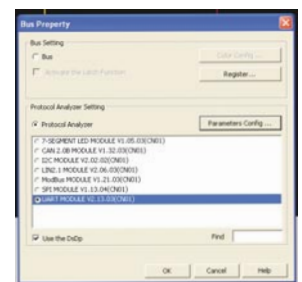 Bus Property
Bus Setting
Bus
Color Config ...
Activate the Latch Function
Register...
Protocol Analyzer Setting
Protocol Analyzer
Parameters Config ...
7-SEGMENT LED MODULE V1.05.03(CN01)
CAN 2.0B MODULE V1.32.03(CN01)
I2C MODULE V2.02.02(CN01)
LIN2.1 MODULE V2.06.03(CN01)
ModBus MODULE V1.21.03(CN01)
SPI MODULE V1.13.04(CN01)
UART MODULE V2.13.03(CN01)
Use the DsDp
Find
OK
Cancel
Help